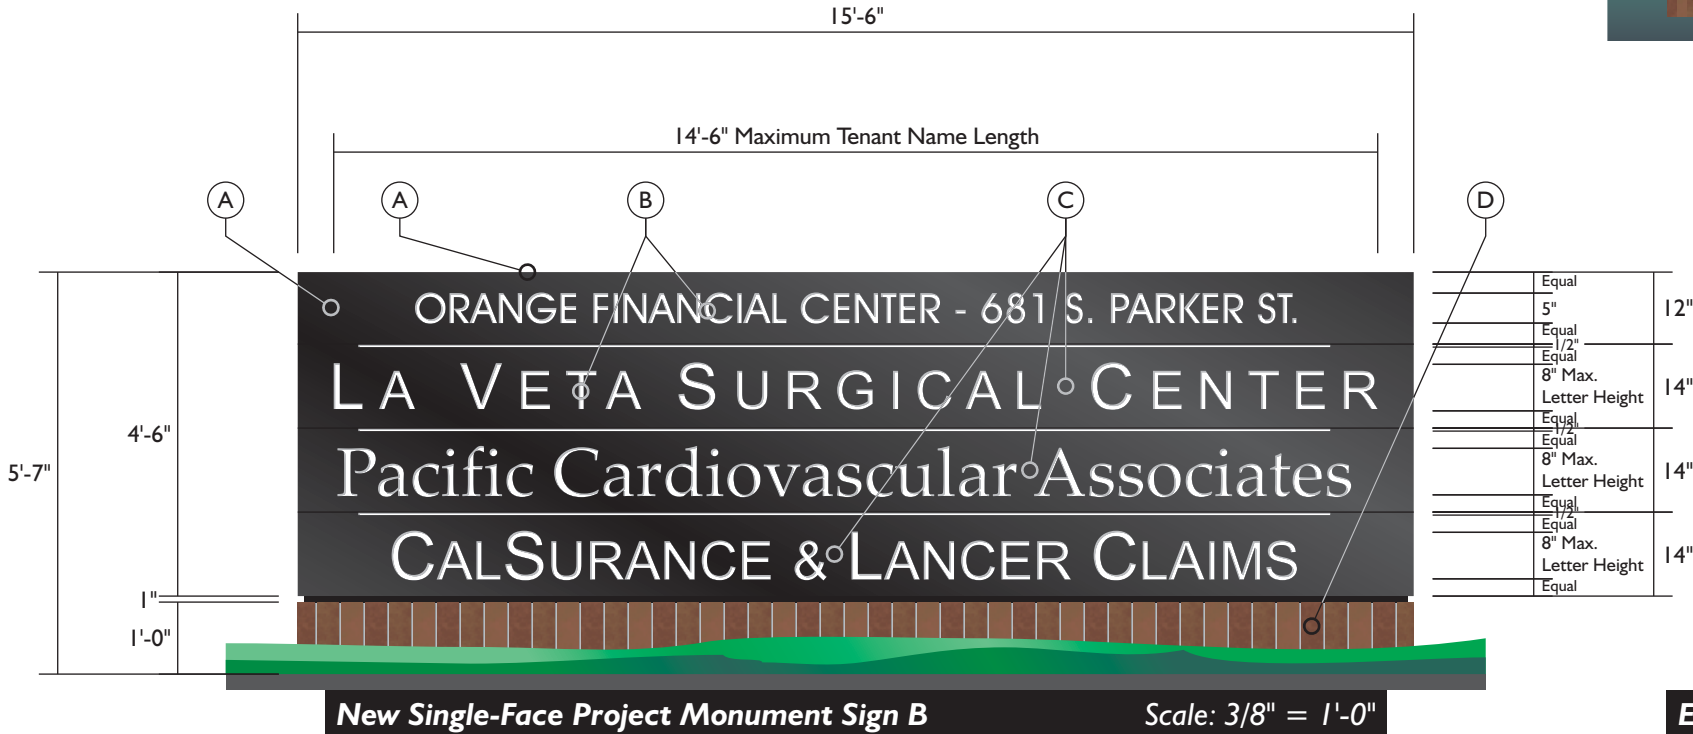 15'-6"
14'-6" Maximum Tenant Name Length
A
A
B
C
D
ORANGE FINANCIAL CENTER - 681 S. PARKER ST.
LA VETA SURGICAL CENTER
Pacific Cardiovascular Associates
CALSURANCE & LANCER CLAIMS
5'-7"
4'-6"
1"
1'-0"
Equal
5"
Equal
12"
1/2"
Equal
8" Max.
Letter Height
Equal
14"
1/2"
Equal
8" Max.
Letter Height
Equal
14"
1/2"
Equal
8" Max.
Letter Height
Equal
14"
New Single-Face Project Monument Sign B
Scale: 3/8" = 1'-0"